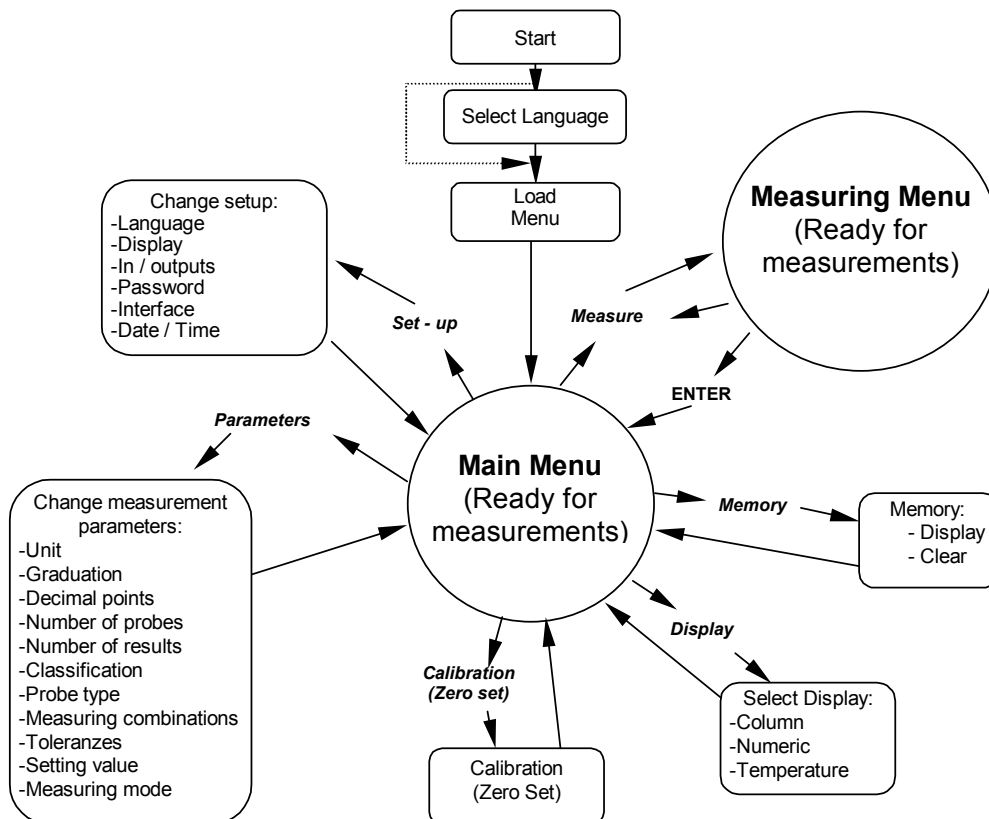 Start
Select Language
Load
Menu
Measuring Menu
(Ready for
measurements)
Change setup:
-Language
-Display
-In / outputs
-Password
-Interface
-Date / Time
Set - up
Measure
ENTER
Parameters
Main Menu
(Ready for
measurements)
Memory
Memory:
- Display
- Clear
Change measurement
parameters:
-Unit
-Graduation
-Decimal points
-Number of probes
-Number of results
-Classification
-Probe type
-Measuring combinations
-Toleranzes
-Setting value
-Measuring mode
Display
Calibration
(Zero set)
Select Display:
-Column
-Numeric
-Temperature
Calibration
(Zero Set)